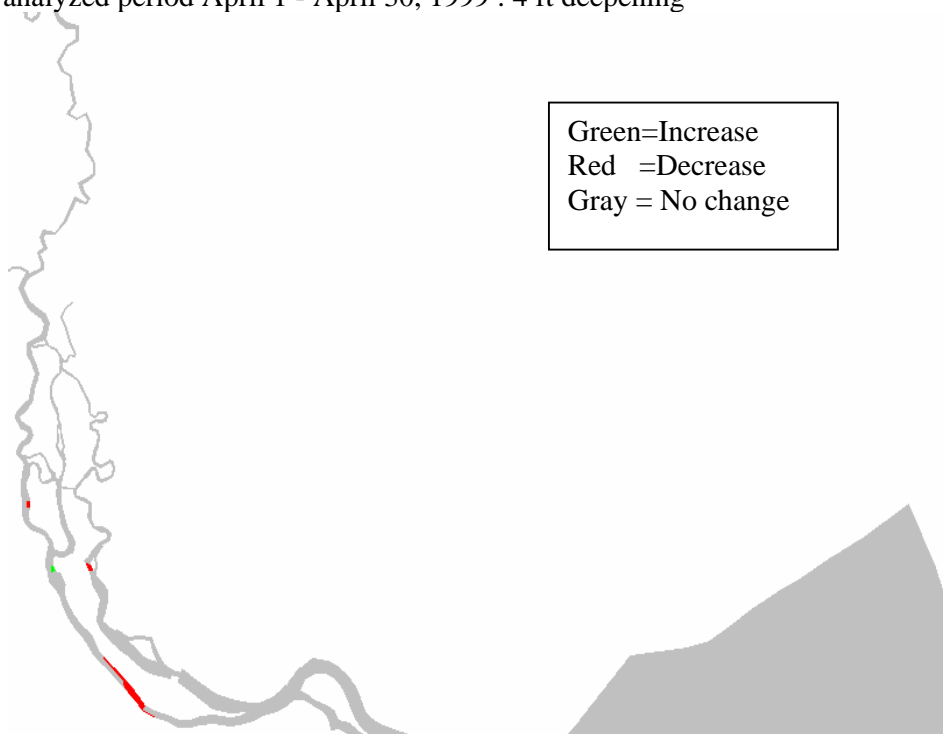 analyzed period April 1 - April 30, 1999 : 4 ft deepening
Green=Increase
Red =Decrease
Gray = No change